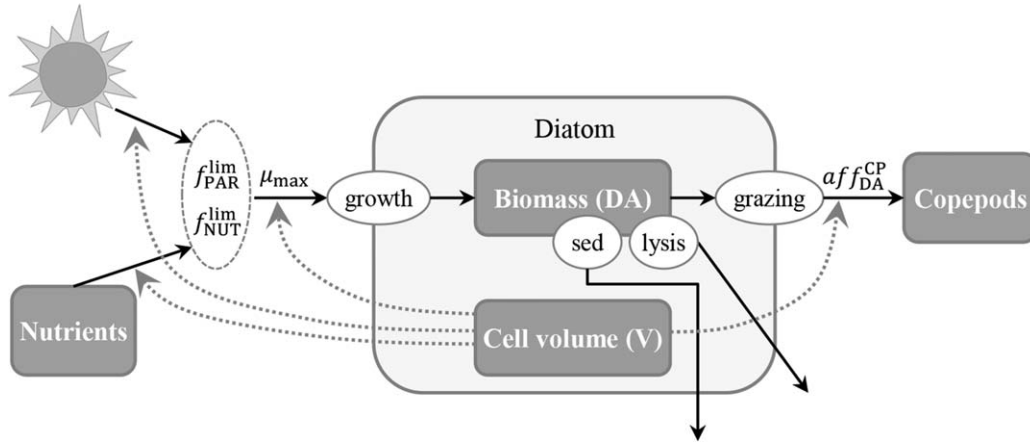 Diatom
f_PAR^lim
f_NUT^lim
μ_max
growth
Biomass (DA)
grazing
aff_DA^CP
Copepods
sed
lysis
Nutrients
Cell volume (V)